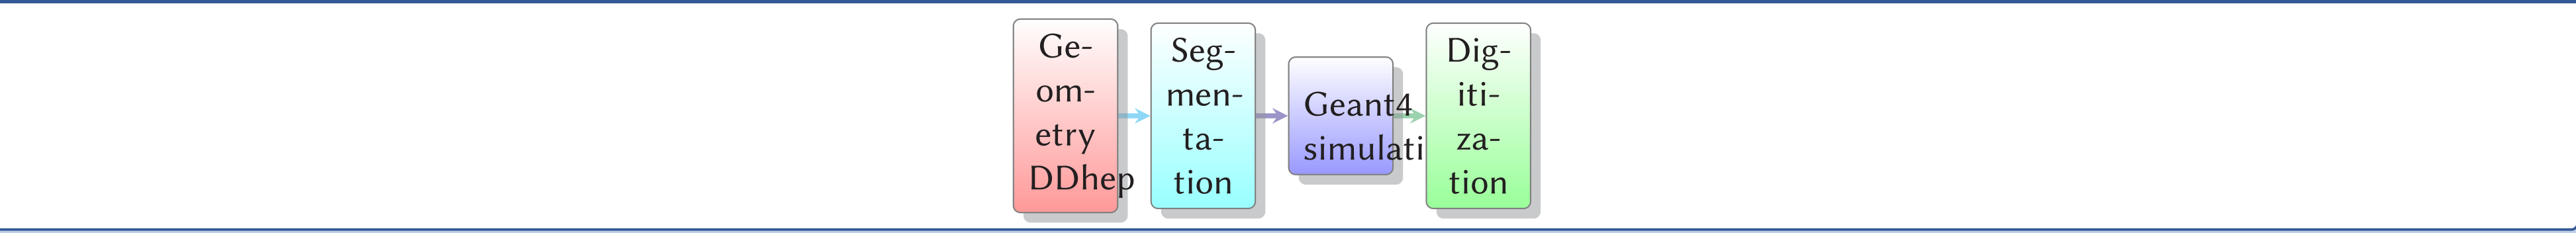 Ge-
om-
etry
DDhep
Seg-
men-
ta-
tion
Geant4
simulati
Dig-
iti-
za-
tion